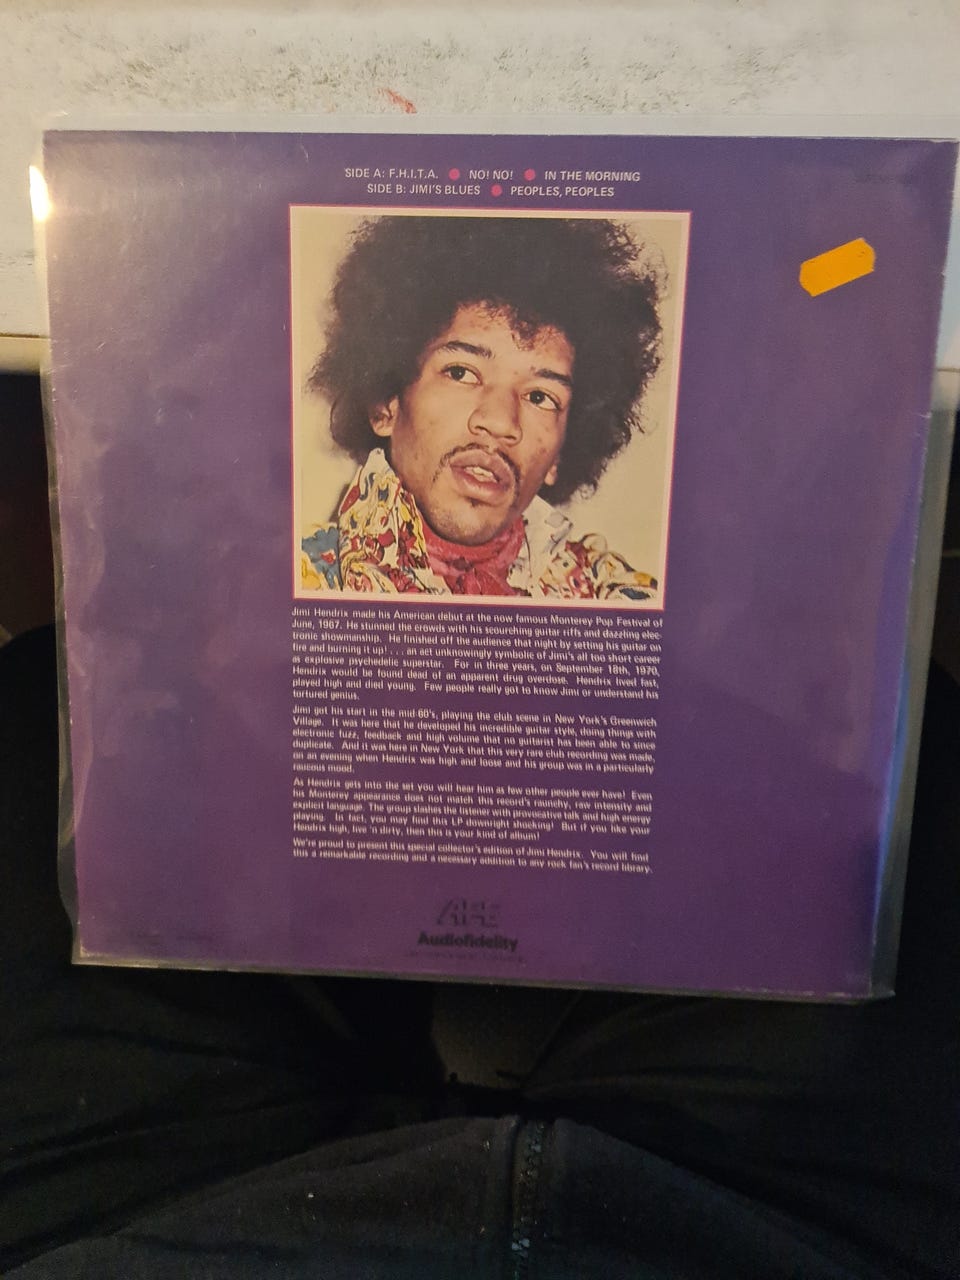 SIDE A: F.H.I.T.A. ● NO! NO! ● IN THE MORNING
SIDE B: JIMI'S BLUES ● PEOPLES, PEOPLES
Jimi Hendrix made his American debut at the now famous Monterey Pop Festival of
June, 1967. He stunned the crowds with his scourching guitar riffs and dazzling elec-
tronic showmanship. He finished off the audience that night by setting his guitar on
fire and burning it up! . . . an act unknowingly symbolic of Jimi's all too short career
as explosive psychedelic superstar. For in three years, on September 18th, 1970,
Hendrix would be found dead of an apparent drug overdose. Hendrix lived fast,
played high and died young. Few people really got to know Jimi or understand his
tortured genius.
Jimi got his start in the mid-60's, playing the club scene in New York's Greenwich
Village. It was here that he developed his incredible guitar style, doing things with
electronic fuzz, feedback and high volume that no guitarist has been able to since
duplicate. And it was here in New York that this very rare club recording was made,
on an evening when Hendrix was high and loose and his group was in a particularly
raucous mood.
As Hendrix gets into the set you will hear him as few other people ever have! Even
his Monterey appearance does not match this record's raunchy, raw intensity and
explicit language. The group slashes the listener with provocative talk and high energy
playing. In fact, you may find this LP downright shocking! But if you like your
Hendrix high, live 'n dirty, then this is your kind of album!
We're proud to present this special collector's edition of Jimi Hendrix. You will find
this a remarkable recording and a necessary addition to any rock fan's record library.
AFE
Audiofidelity